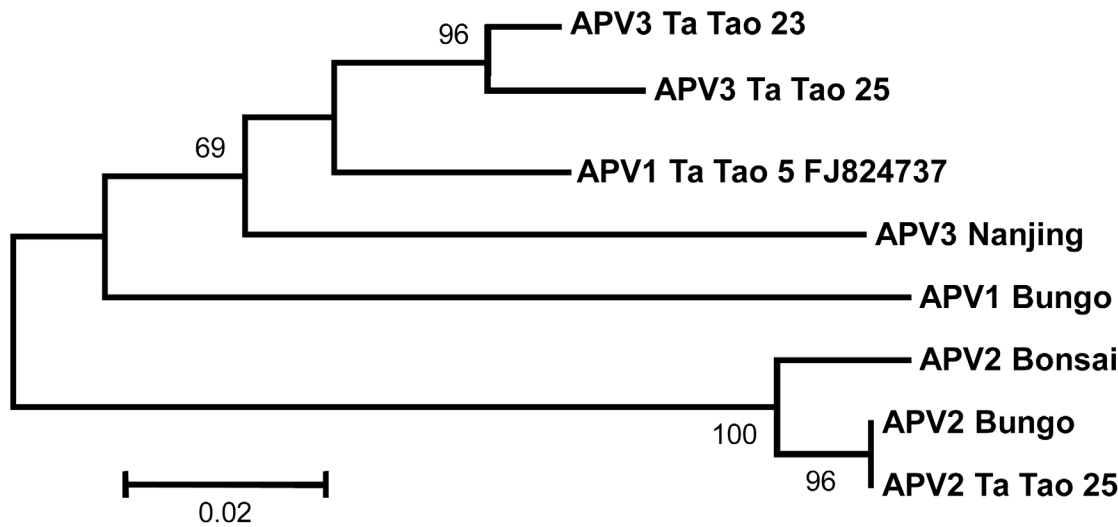 96
APV3 Ta Tao 23
APV3 Ta Tao 25
69
APV1 Ta Tao 5 FJ824737
APV3 Nanjing
APV1 Bungo
APV2 Bonsai
APV2 Bungo
100
96
APV2 Ta Tao 25
0.02